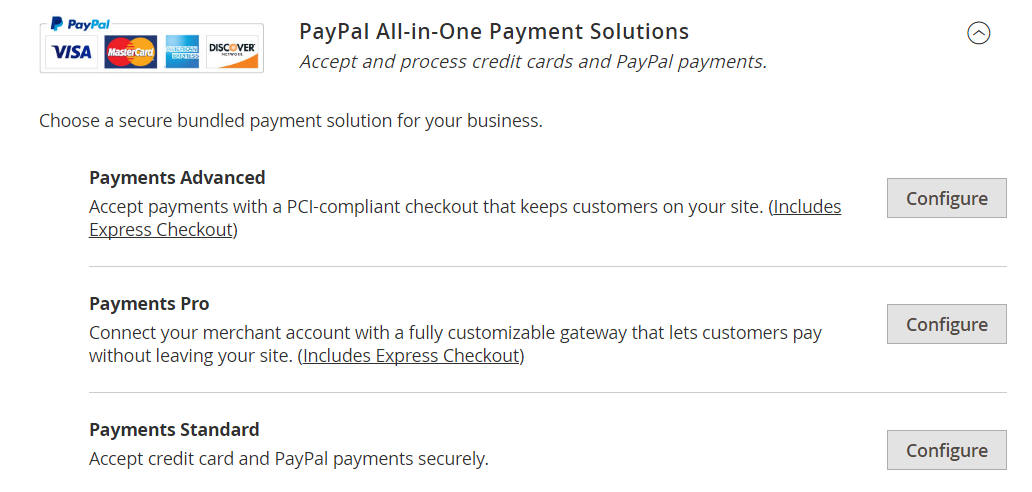 PayPal
VISA
MasterCard
AMERICAN EXPRESS
DISCOVER
NETWORK
PayPal All-in-One Payment Solutions
Accept and process credit cards and PayPal payments.
Choose a secure bundled payment solution for your business.
Payments Advanced
Accept payments with a PCI-compliant checkout that keeps customers on your site. (Includes
Express Checkout)
Configure
Payments Pro
Connect your merchant account with a fully customizable gateway that lets customers pay
without leaving your site. (Includes Express Checkout)
Configure
Payments Standard
Accept credit card and PayPal payments securely.
Configure